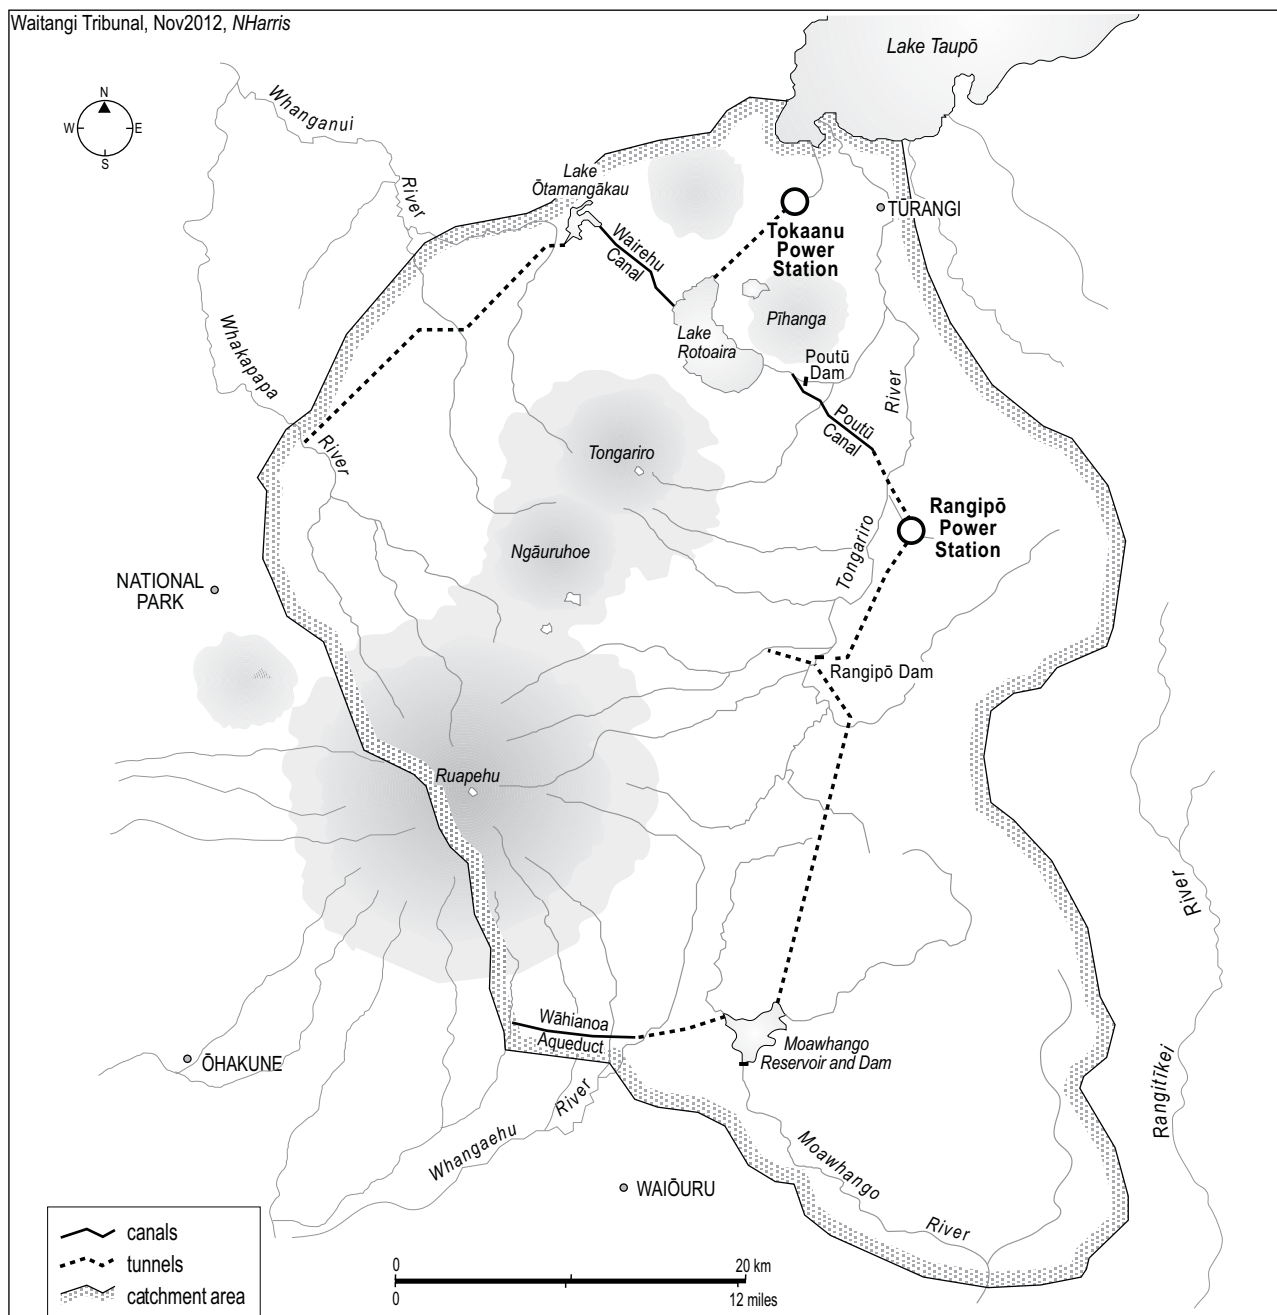 Waitangi Tribunal, Nov2012, NHarris
Lake Taupō
N
W
E
S
Whanganui
River
Lake
Ōtamangākau
Wairehu
Canal
TŪRANGI
Tokaanu
Power
Station
Whakapapa
River
Lake
Rotoaira
Pīhanga
Poutū
Dam
River
Poutū
Canal
Tongariro
Tongariro
Ngāuruhoe
Rangipō
Power
Station
NATIONAL
PARK
Rangipō Dam
Ruapehu
River
Rangitīkei
Wāhianoa
Aqueduct
Moawhango
Reservoir and Dam
ŌHAKUNE
Whangaehu
River
Moawhango
River
WAIŌURU
canals
tunnels
catchment area
0
20 km
0
12 miles